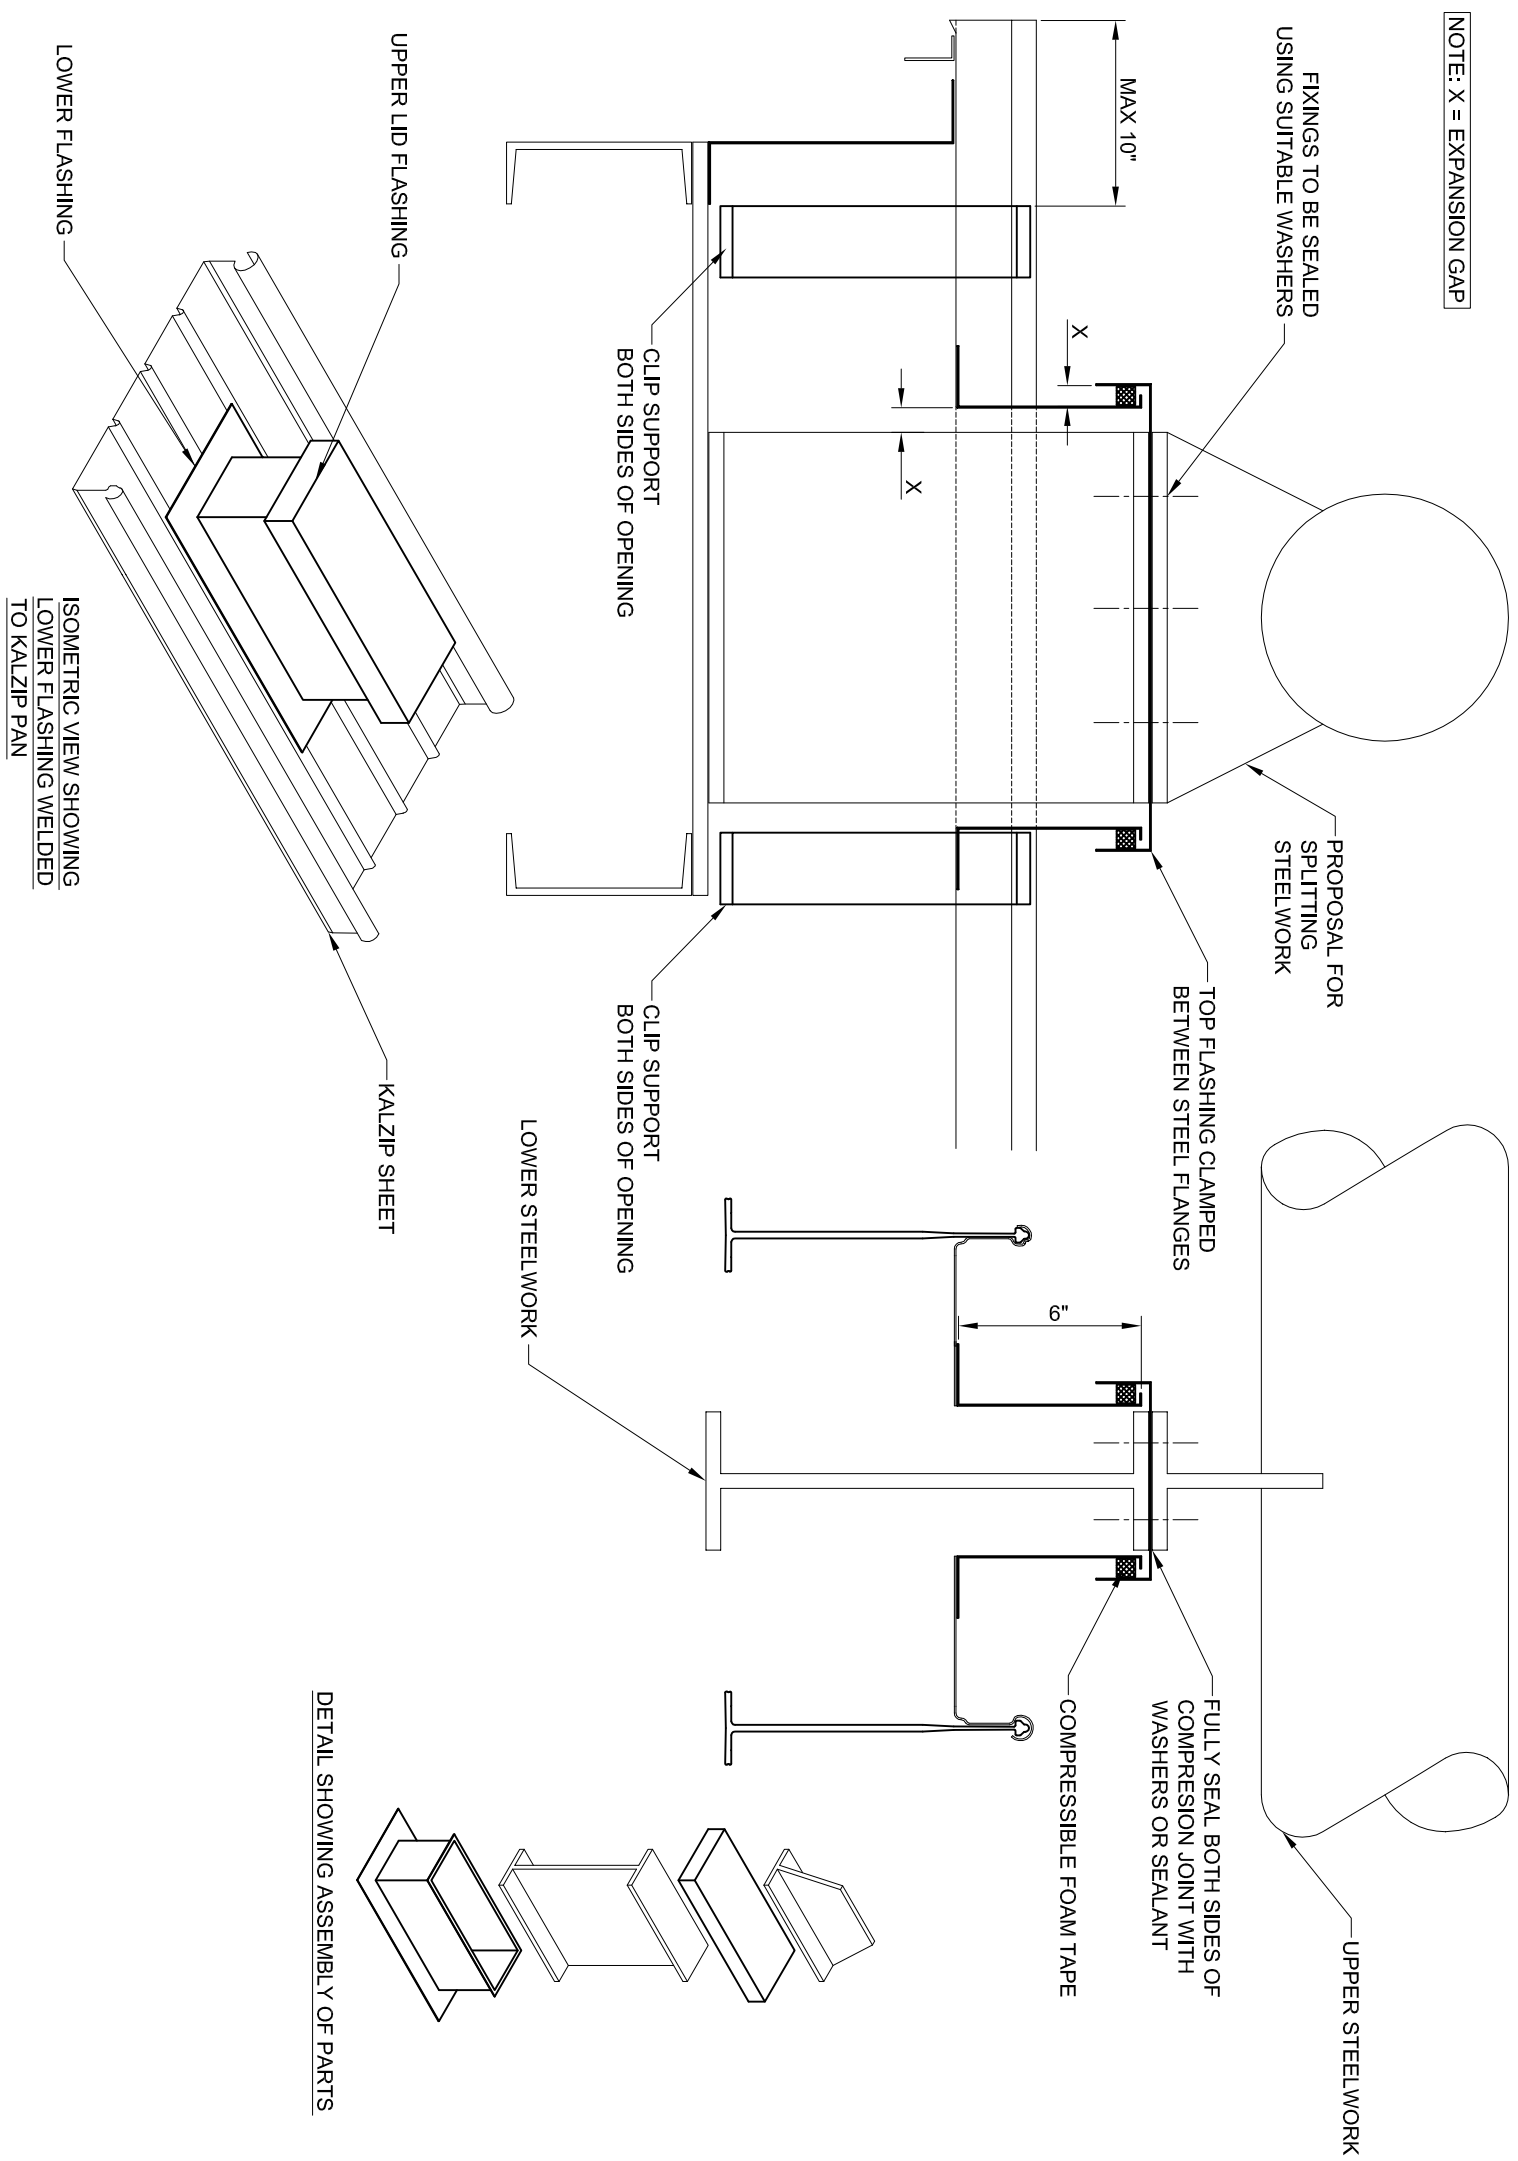 NOTE: X = EXPANSION GAP
FIXINGS TO BE SEALED
USING SUITABLE WASHERS
MAX 10"
X
X
PROPOSAL FOR
SPLITTING
STEELWORK
TOP FLASHING CLAMPED
BETWEEN STEEL FLANGES
CLIP SUPPORT
BOTH SIDES OF OPENING
CLIP SUPPORT
BOTH SIDES OF OPENING
UPPER STEELWORK
FULLY SEAL BOTH SIDES OF
COMPRESION JOINT WITH
WASHERS OR SEALANT
COMPRESSIBLE FOAM TAPE
6"
LOWER STEELWORK
UPPER LID FLASHING
LOWER FLASHING
KALZIP SHEET
ISOMETRIC VIEW SHOWING
LOWER FLASHING WELDED
TO KALZIP PAN
DETAIL SHOWING ASSEMBLY OF PARTS